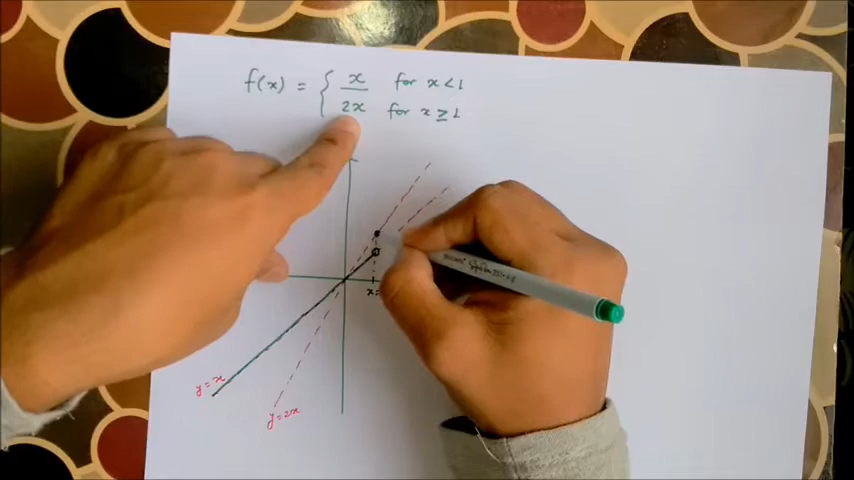 f(x) = { x for x < 1
2x for x ≥ 1
x =
y = x
y = 2x